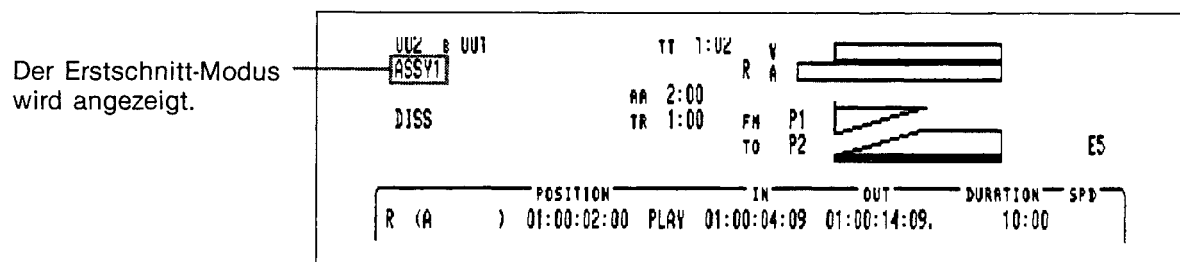 UU2 B UU1 TT 1:02 V
Der Erstschnitt-Modus wird angezeigt.
ASSY1 R A
AA 2:00
DISS TR 1:00 FM P1
TO P2 E5
POSITION IN OUT DURATION SPD
R (A ) 01:00:02:00 PLAY 01:00:04:09 01:00:14:09. 10:00